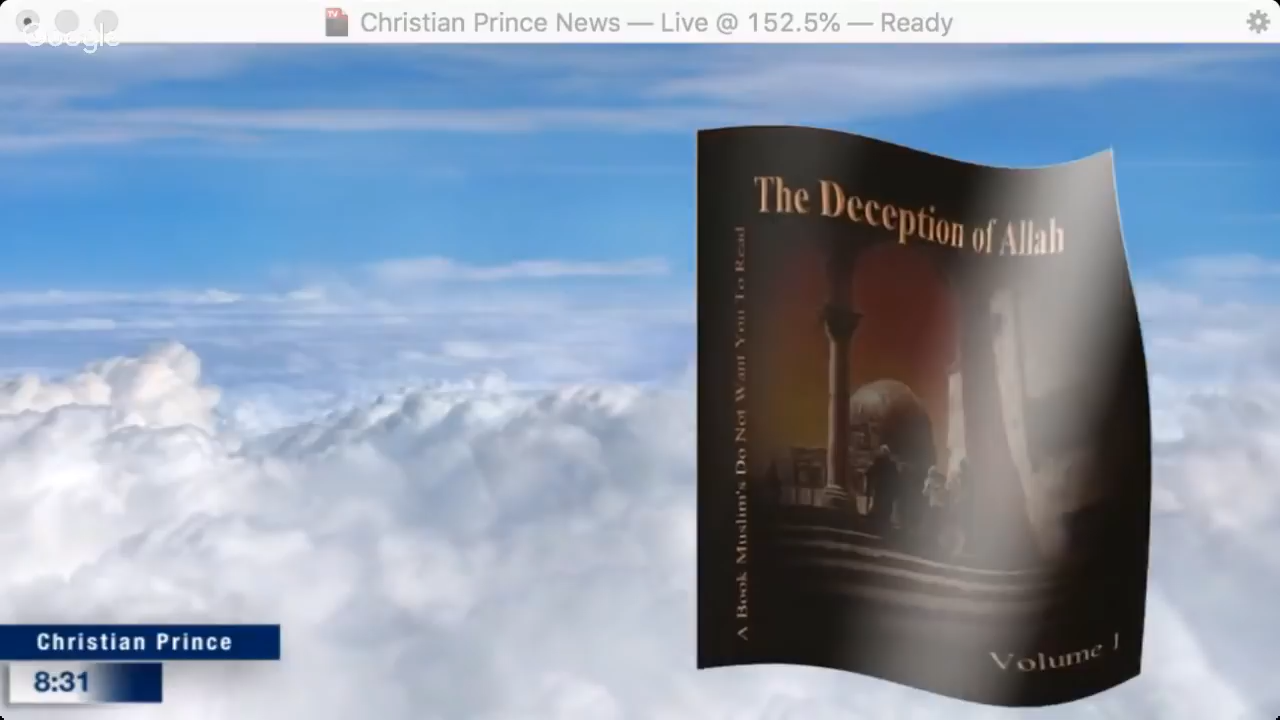 Christian Prince News — Live @ 152.5% — Ready
Google
TV
The Deception of Allah
A Book Muslim's Do Not Want You To Read
Volume 1
Christian Prince
8:31